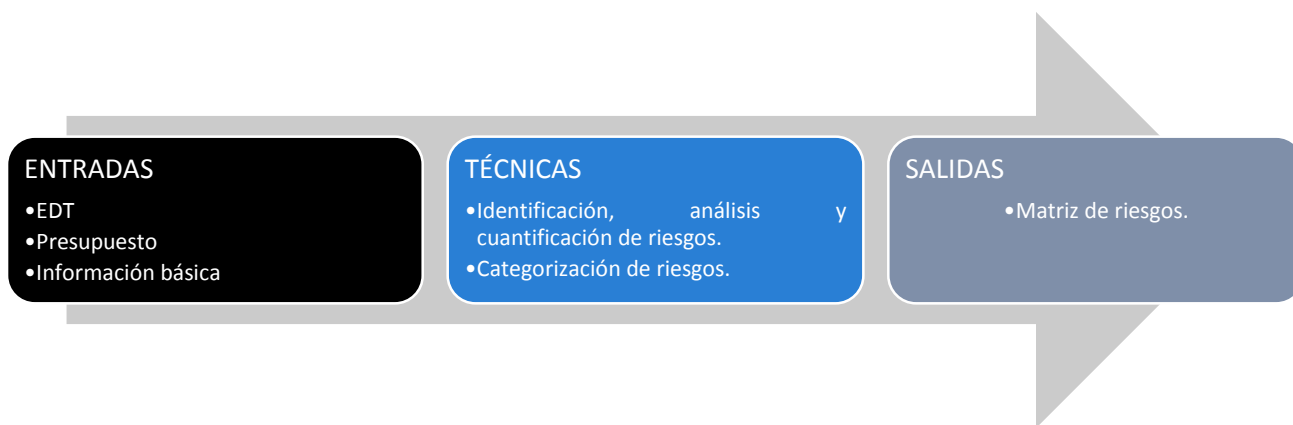 ENTRADAS
•EDT
•Presupuesto
•Información básica
TÉCNICAS
•Identificación, análisis y
cuantificación de riesgos.
•Categorización de riesgos.
SALIDAS
•Matriz de riesgos.